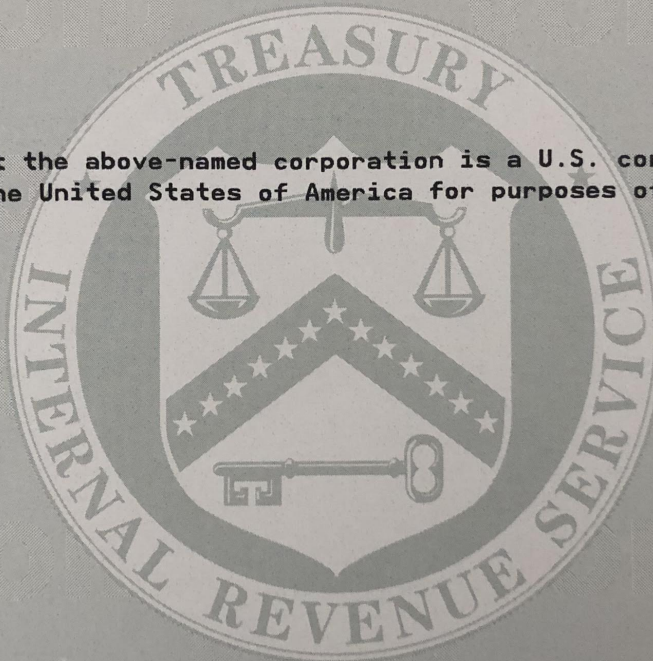 TREASURY
the above-named corporation is a U.S.
United States of America for purposes
INTERNAL REVENUE SERVICE